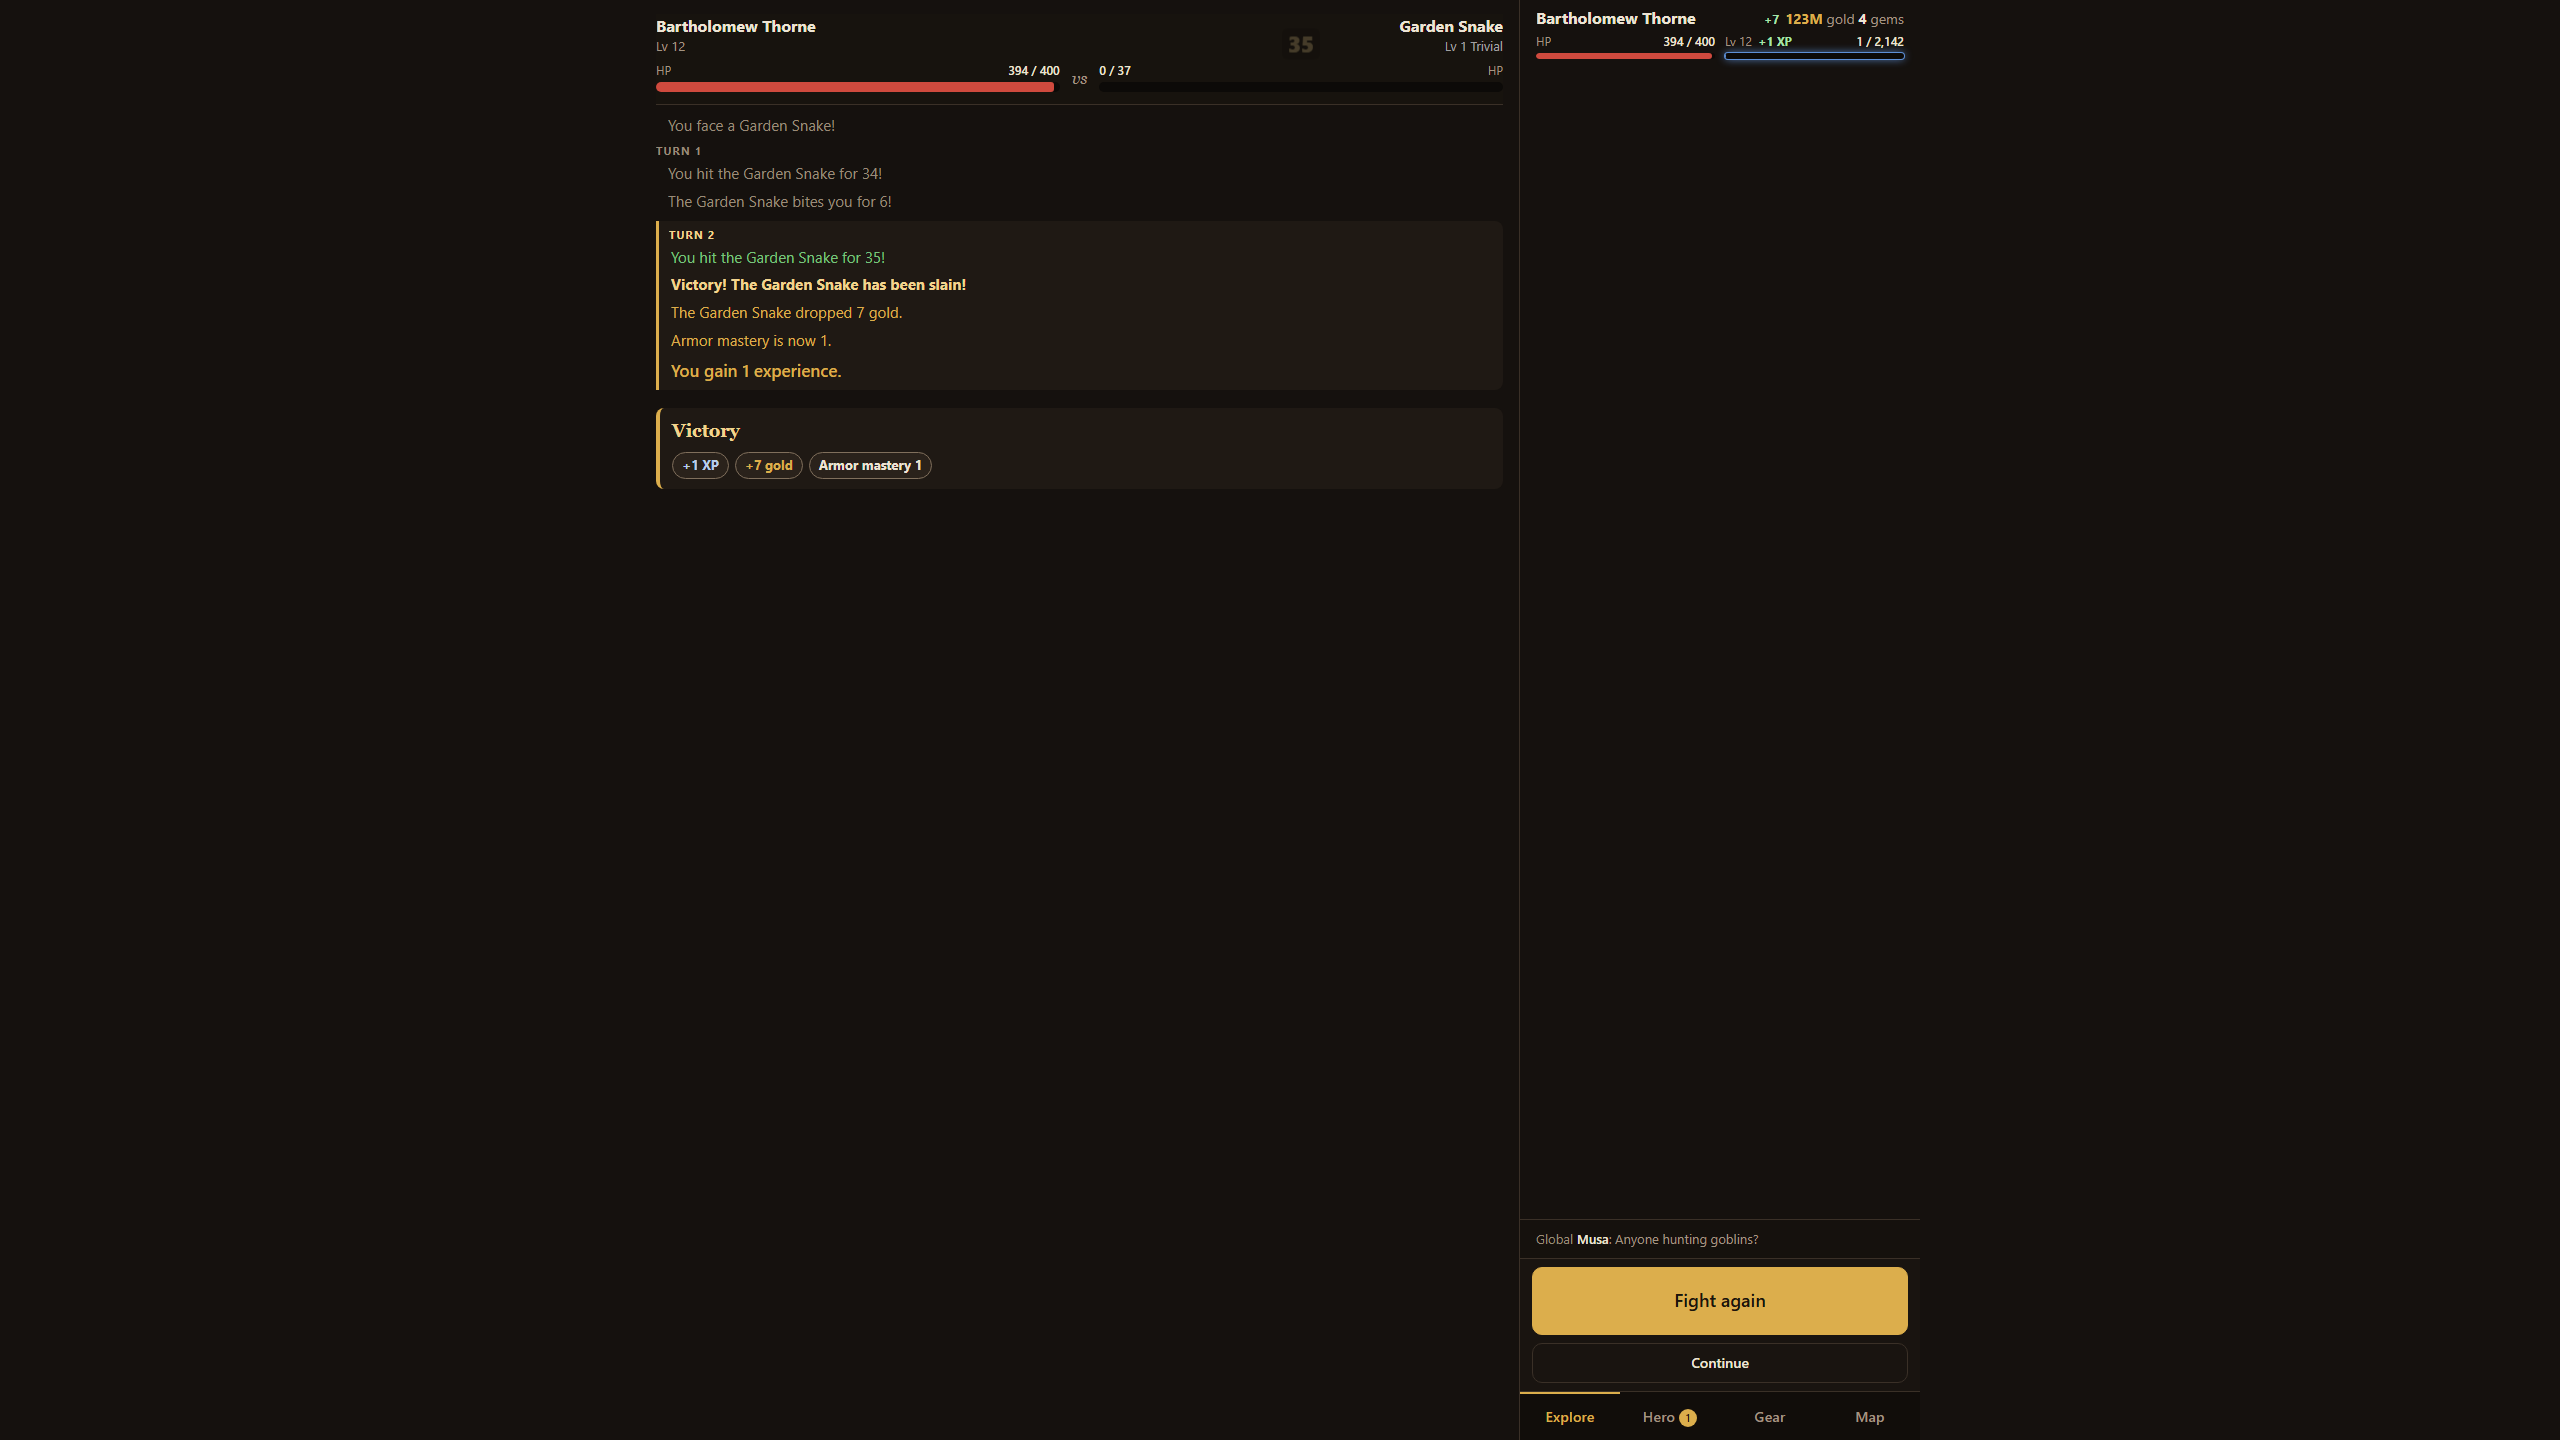 Bartholomew Thorne
Lv 12
HP 394 / 400
vs
35
Garden Snake
Lv 1 Trivial
0 / 37 HP
You face a Garden Snake!
TURN 1
You hit the Garden Snake for 34!
The Garden Snake bites you for 6!
TURN 2
You hit the Garden Snake for 35!
Victory! The Garden Snake has been slain!
The Garden Snake dropped 7 gold.
Armor mastery is now 1.
You gain 1 experience.
Victory
+1 XP +7 gold Armor mastery 1
Bartholomew Thorne +7 123M gold 4 gems
HP 394 / 400 Lv 12 +1 XP 1 / 2,142
Global Musa: Anyone hunting goblins?
Fight again
Continue
Explore Hero 1 Gear Map